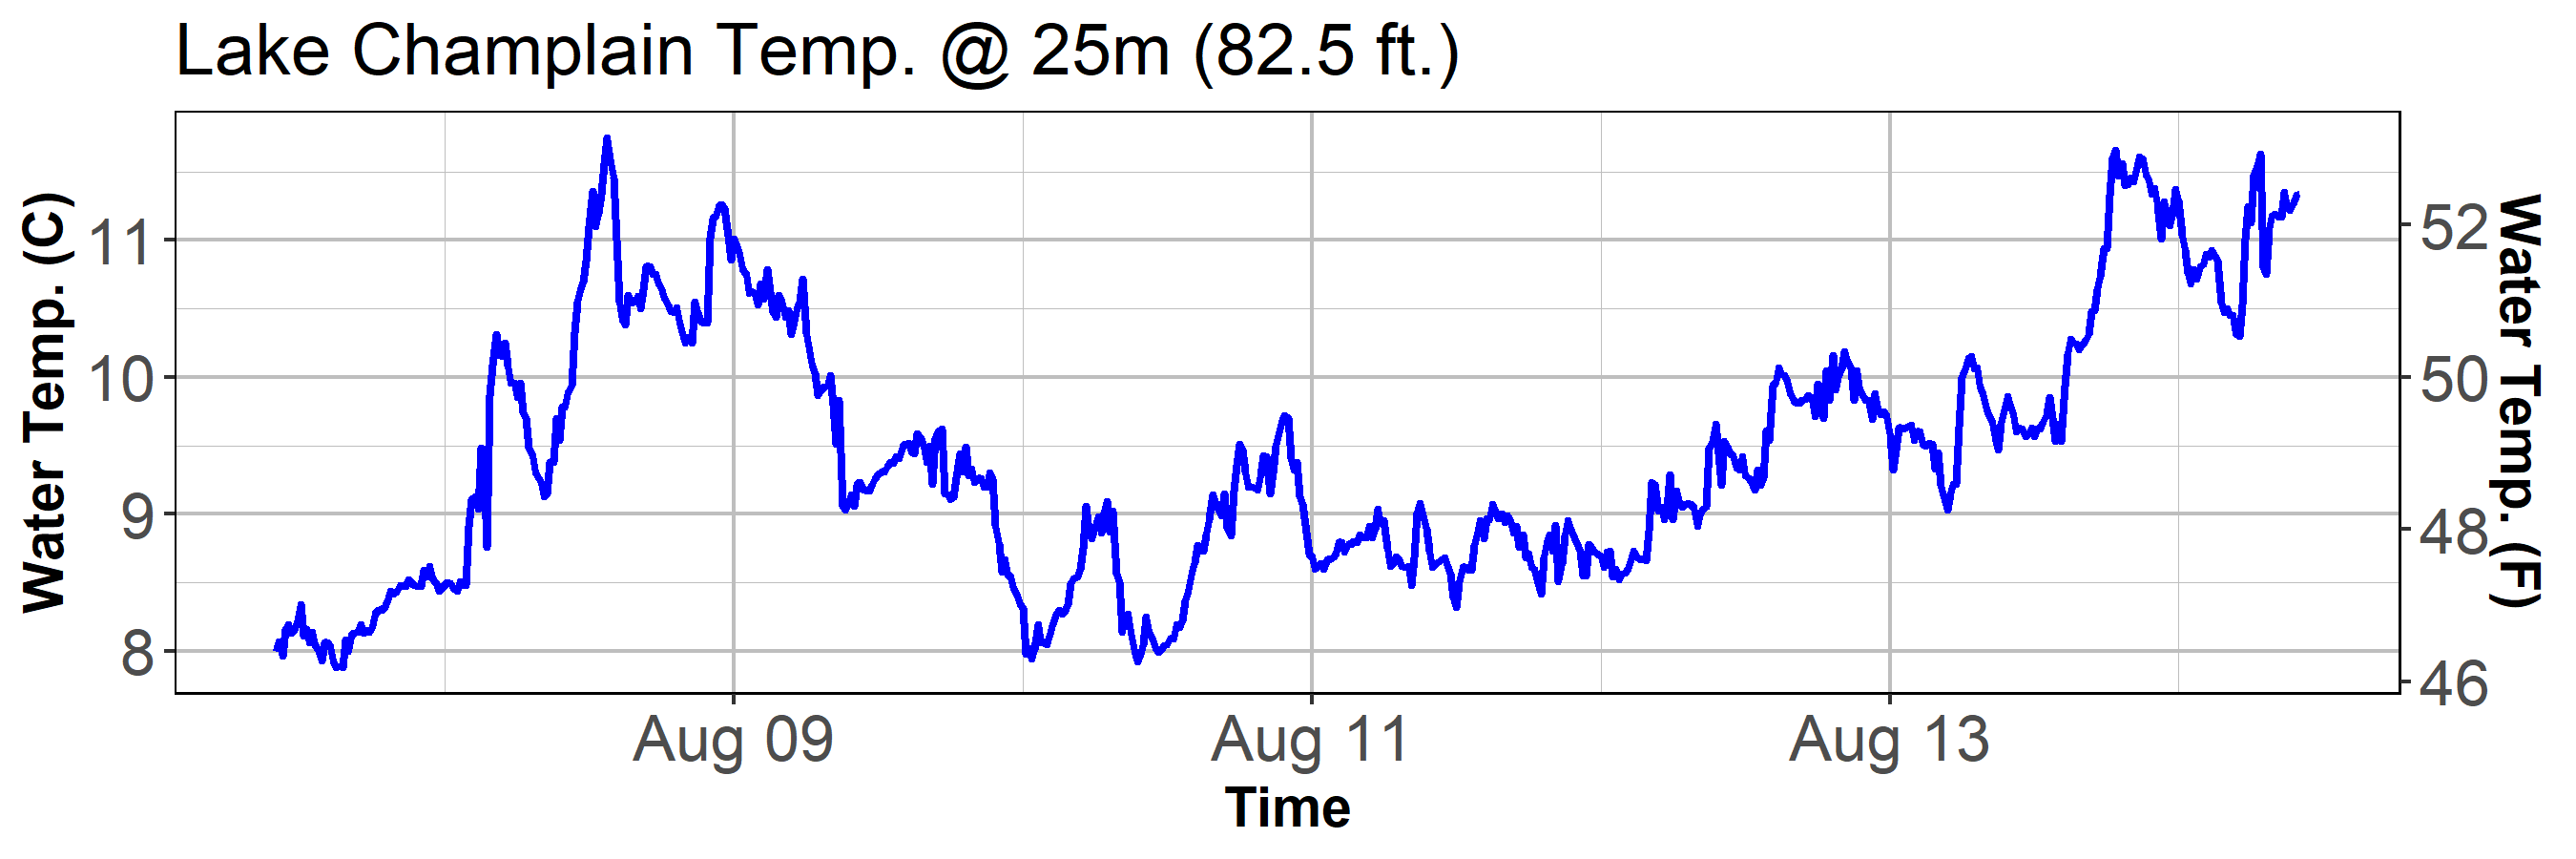 Lake Champlain Temp. @ 25m (82.5 ft.)
Water Temp. (C)
11
10
9
8
52
50
48
46
Water Temp. (F)
Aug 09 Aug 11 Aug 13
Time